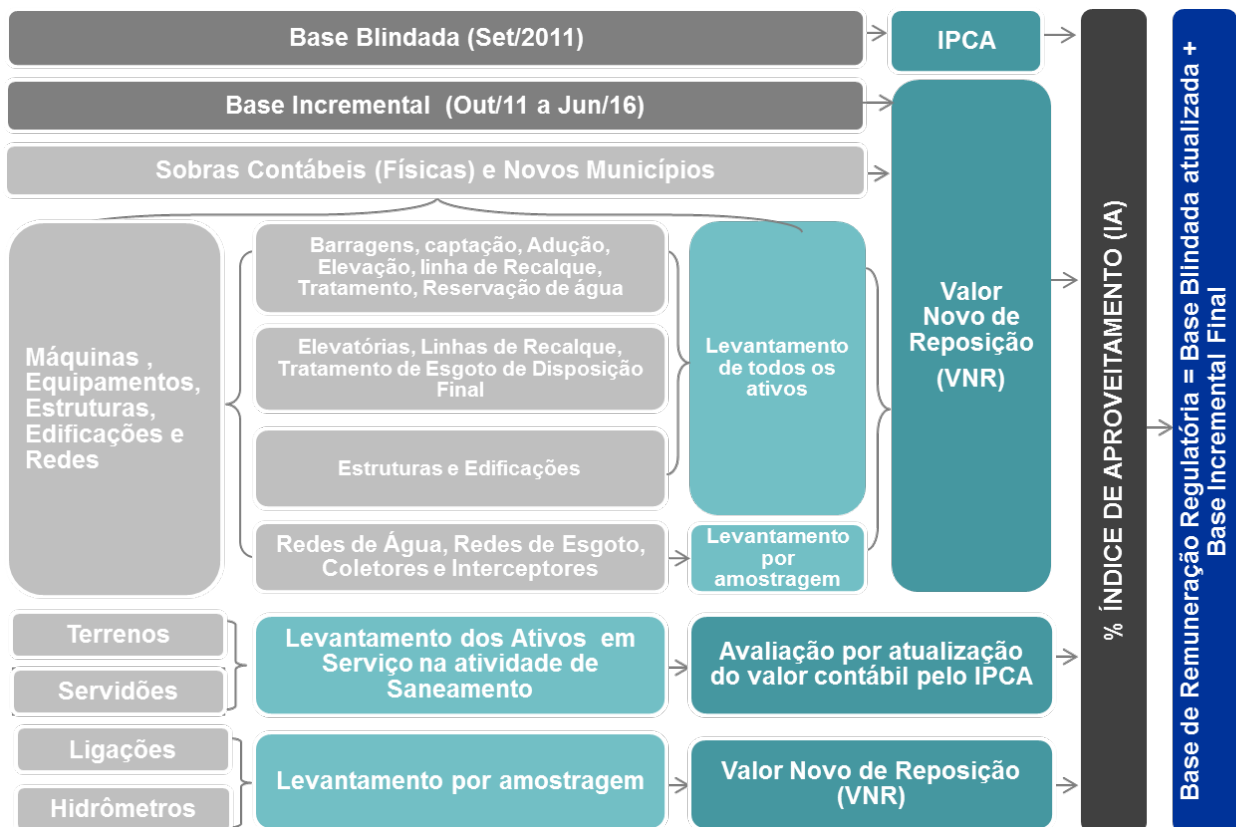 Base Blindada (Set/2011)
IPCA
Base Incremental  (Out/11 a Jun/16)
Sobras Contábeis (Físicas) e Novos Municípios
Máquinas ,
Equipamentos,
Estruturas,
Edificações e
Redes
Barragens, captação, Adução,
Elevação, linha de Recalque,
Tratamento, Reservação de água
Elevatórias, Linhas de Recalque,
Tratamento de Esgoto de Disposição
Final
Estruturas e Edificações
Redes de Água, Redes de Esgoto,
Coletores e Interceptores
Levantamento
de todos os
ativos
Levantamento
por
amostragem
Valor
Novo de
Reposição
(VNR)
Terrenos
Servidões
Levantamento dos Ativos  em
Serviço na atividade de
Saneamento
Avaliação por atualização
do valor contábil pelo IPCA
Ligações
Hidrômetros
Levantamento por amostragem
Valor Novo de Reposição
(VNR)
% ÍNDICE DE APROVEITAMENTO (IA)
Base de Remuneração Regulatória = Base Blindada atualizada +
Base Incremental Final